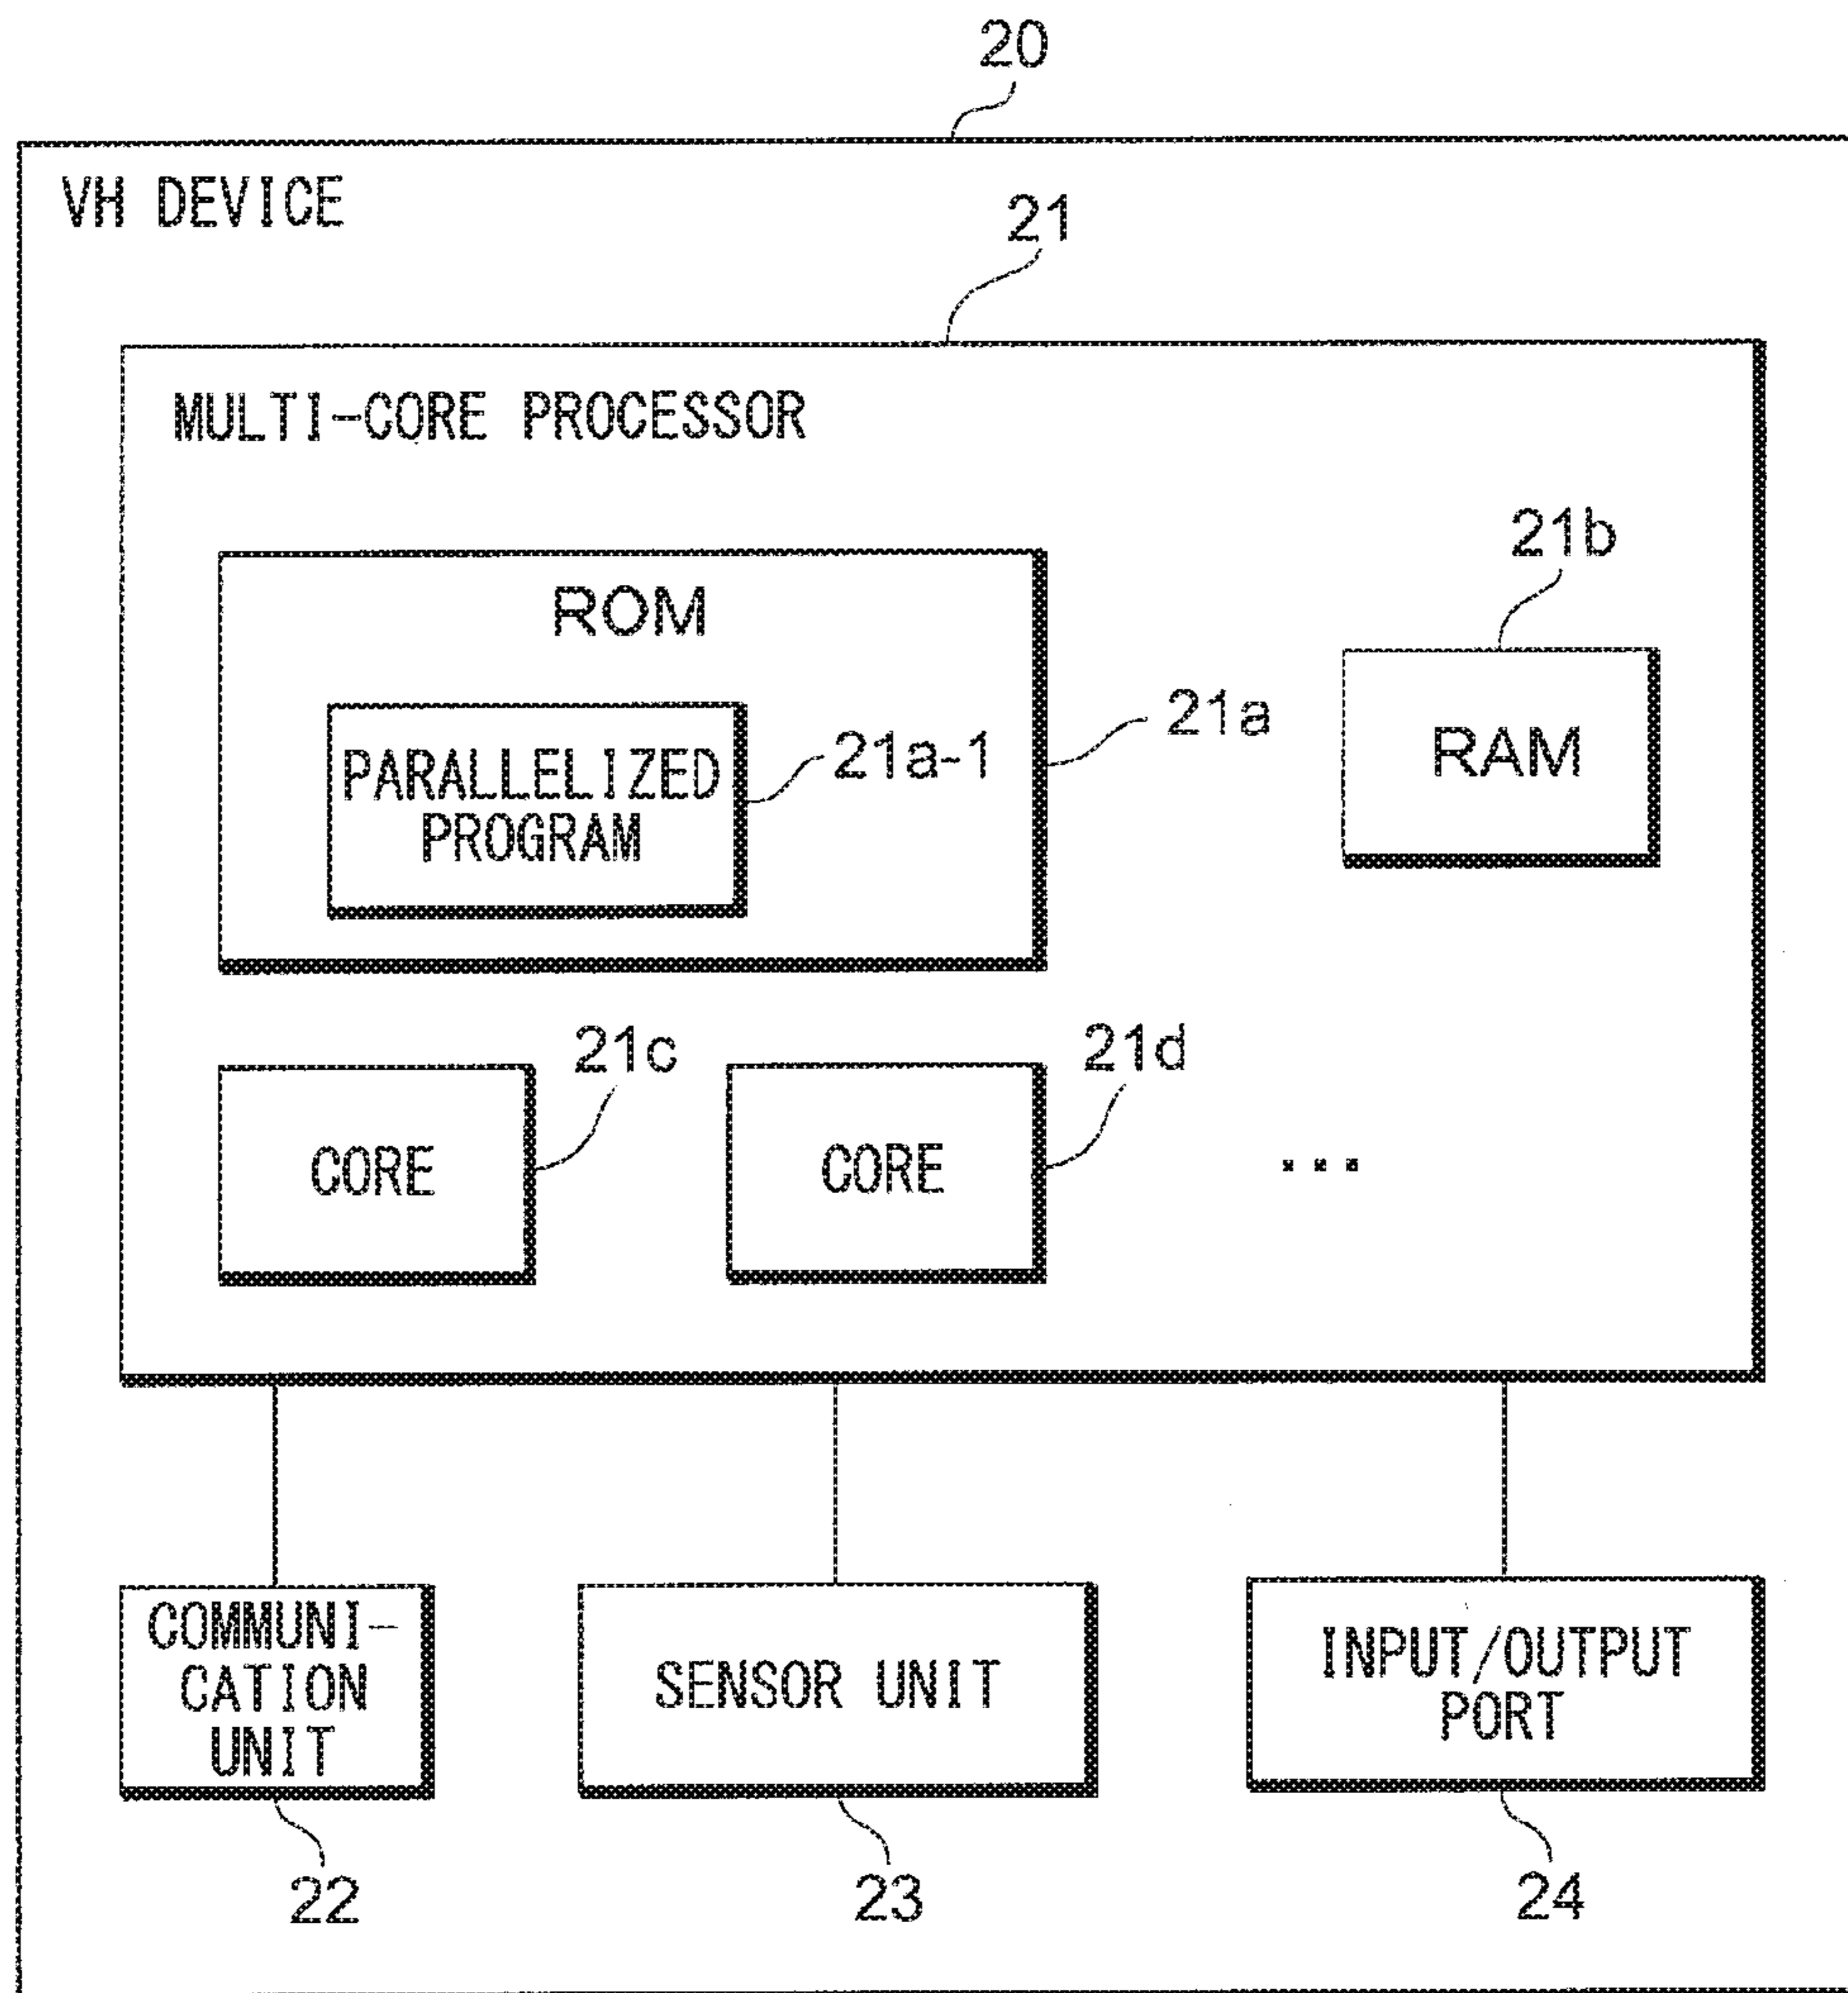 20
VH DEVICE
21
MULTI-CORE PROCESSOR
21b
ROM
21a
RAM
PARALLELIZED
PROGRAM
21a-1
21c
21d
CORE
CORE
...
COMMUNI-
CATION
UNIT
SENSOR UNIT
INPUT/OUTPUT
PORT
22
23
24